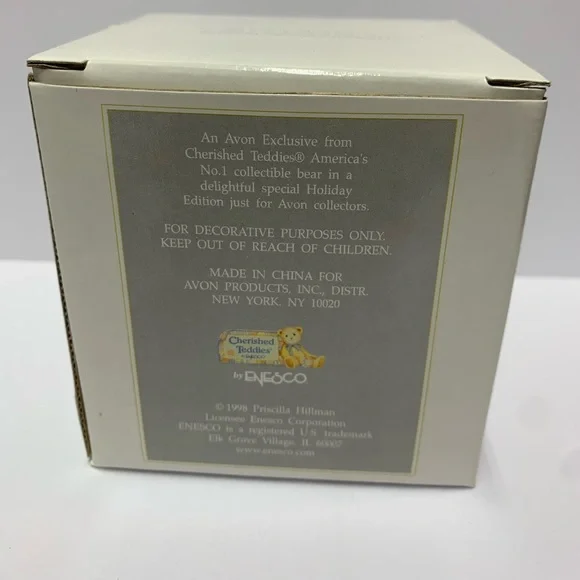 An Avon Exclusive from
Cherished Teddies® America's
No.1 collectible bear in a
delightful special Holiday
Edition just for Avon collectors.
FOR DECORATIVE PURPOSES ONLY.
KEEP OUT OF REACH OF CHILDREN.
MADE IN CHINA FOR
AVON PRODUCTS, INC., DISTR.
NEW YORK. NY 10020
Cherished
Teddies
by ENESCO
© 1998 Priscilla Hillman
Licensee Enesco Corporation
ENESCO is a registered U.S. trademark
Elk Grove Village, IL 60007
www.enesco.com